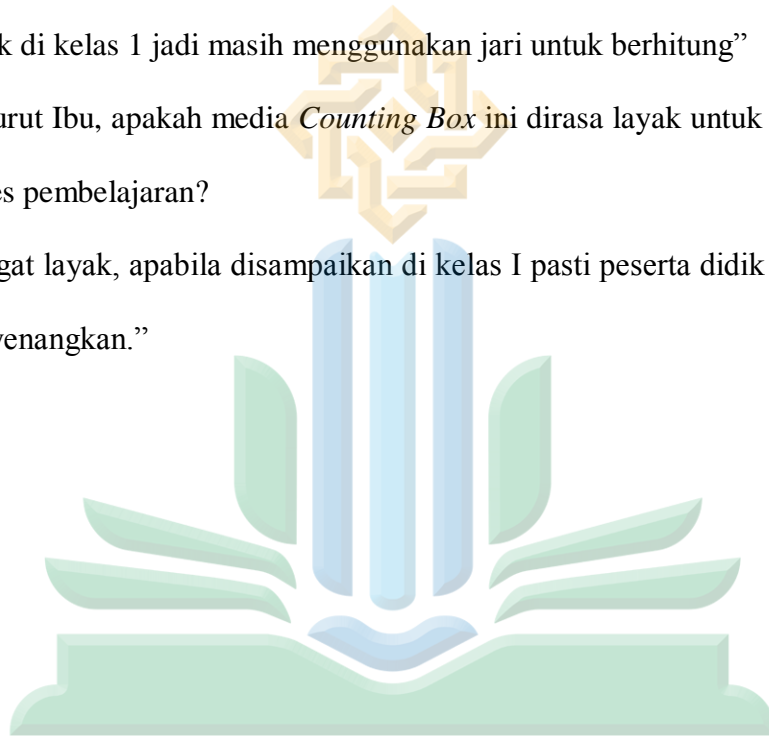 k di kelas 1 jadi masih menggunakan jari untuk berhitung”
urut Ibu, apakah media Counting Box ini dirasa layak untuk
es pembelajaran?
gat layak, apabila disampaikan di kelas I pasti peserta didik
yenangkan.”